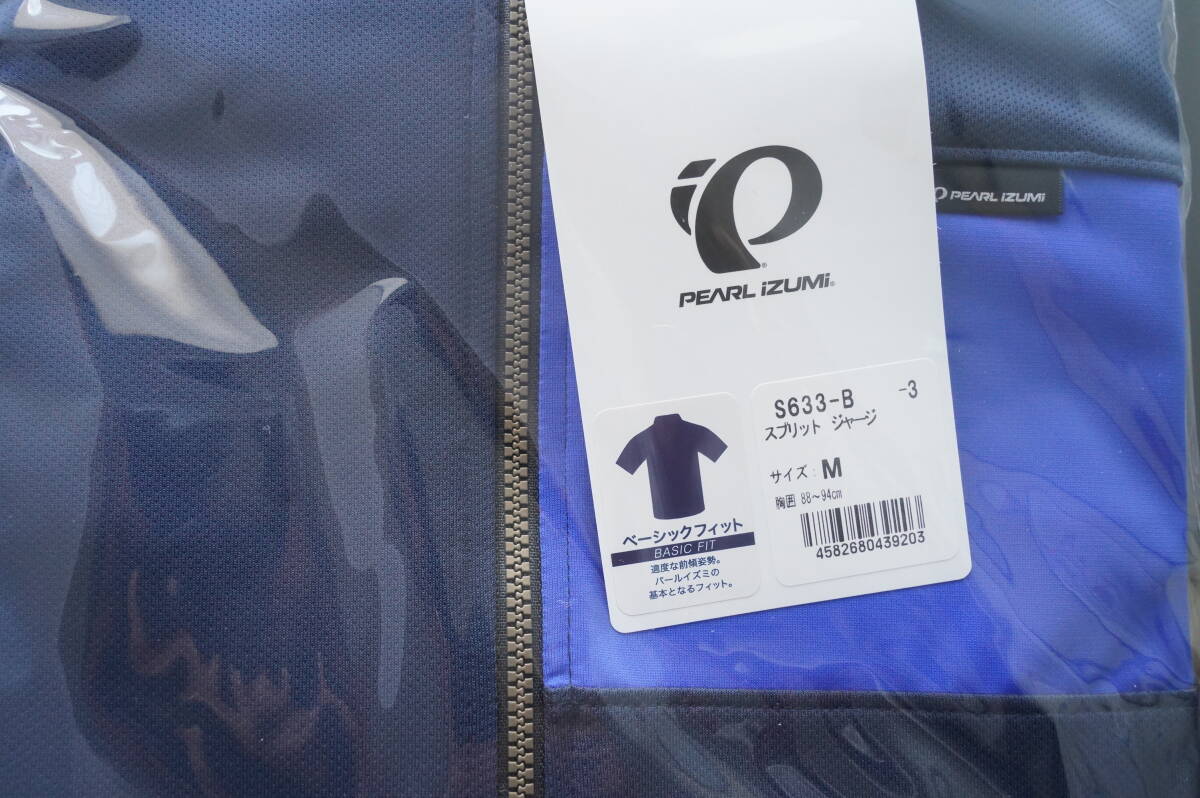 PEARL iZUMi®
PEARL iZUMi
S633-B -3
スプリット ジャージ
サイズ: M
胸囲 88~94cm
4582680439203
ベーシックフィット
BASIC FIT
適度な前傾姿勢。
パールイズミの
基本となるフィット。